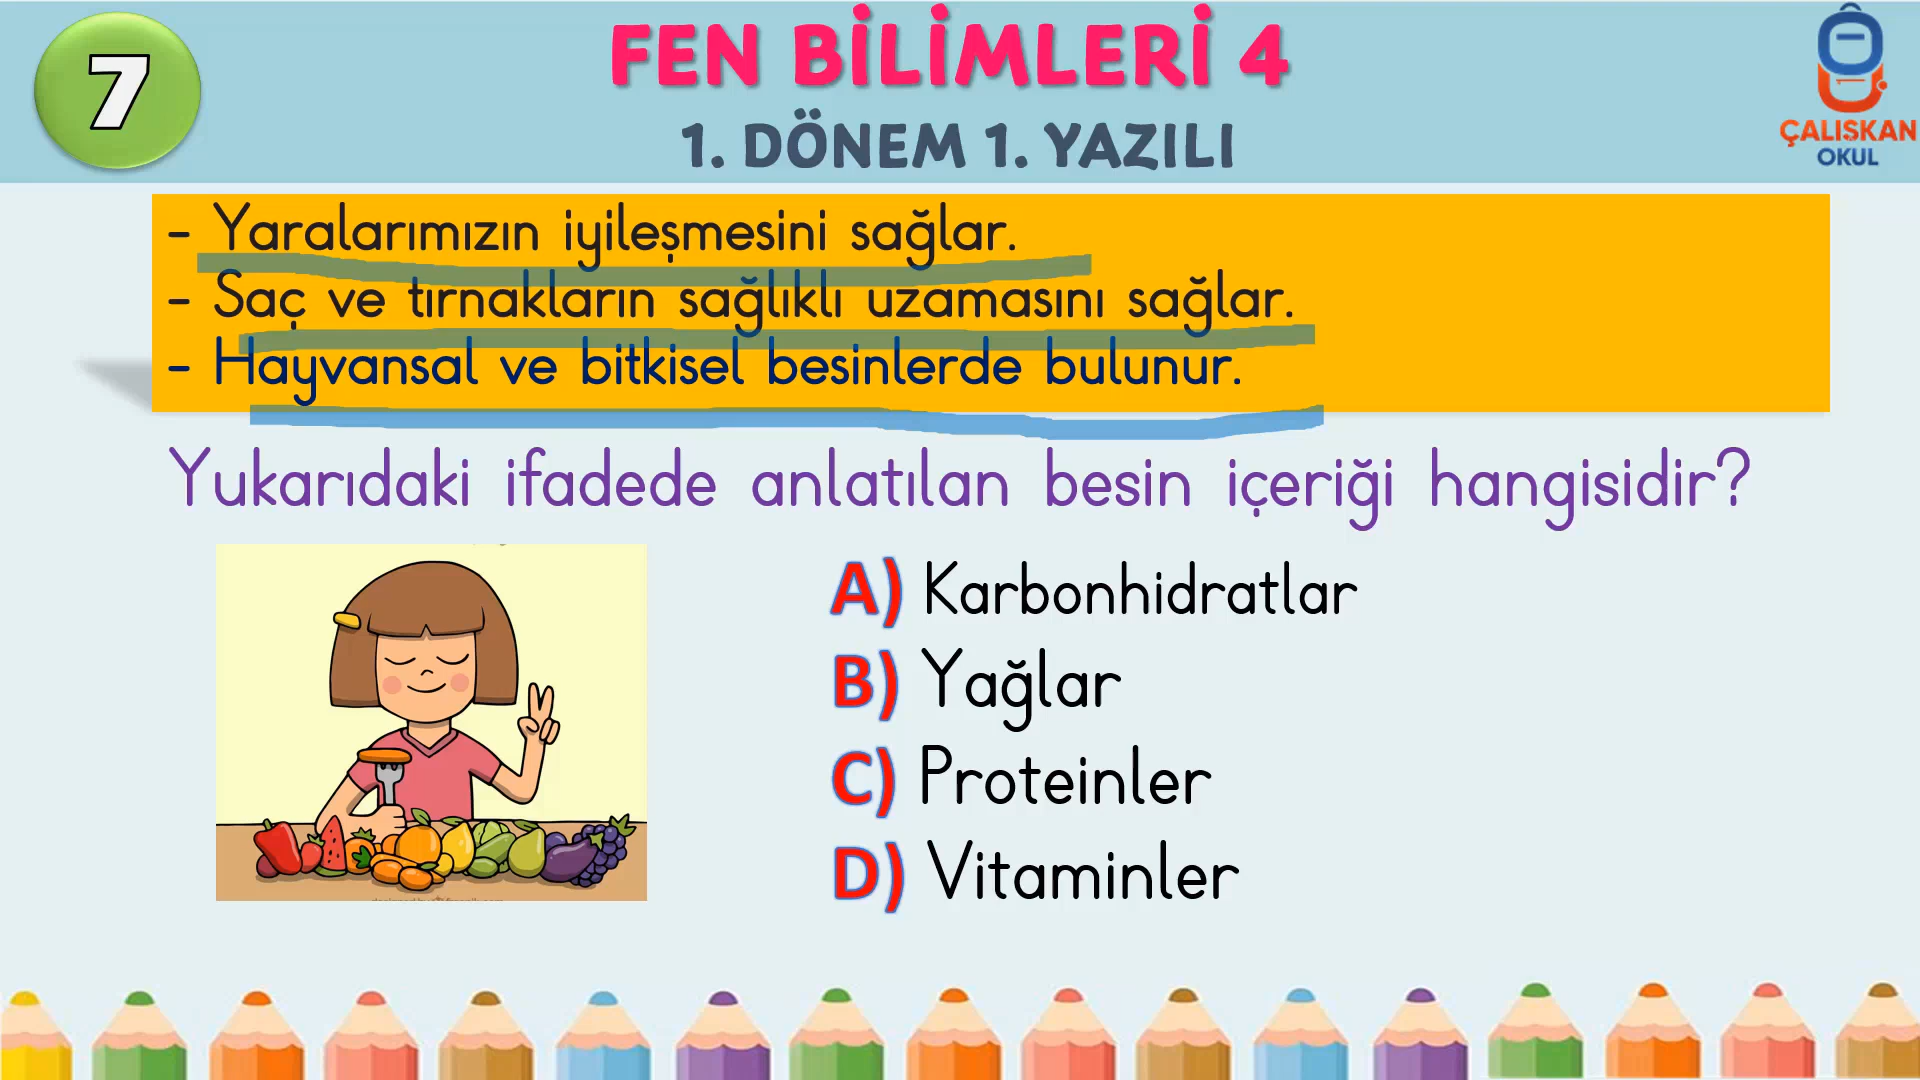 7
FEN BİLİMLERİ 4
1. DÖNEM 1. YAZILI
ÇALIŞKAN
OKUL
- Yaralarımızın iyileşmesini sağlar.
- Saç ve tırnakların sağlıklı uzamasını sağlar.
- Hayvansal ve bitkisel besinlerde bulunur.
Yukarıdaki ifadede anlatılan besin içeriği hangisidir?
A) Karbonhidratlar
B) Yağlar
C) Proteinler
D) Vitaminler